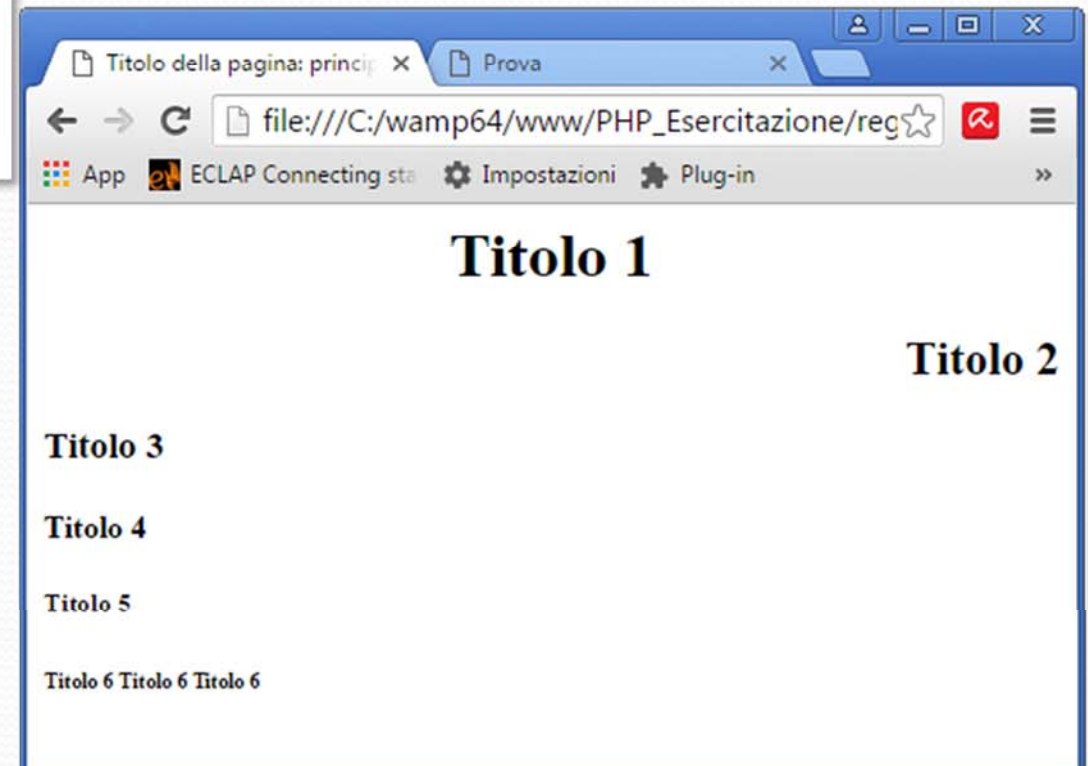 Titolo della pagina: princip
Prova
file:///C:/wamp64/www/PHP_Esercitazione/reg
App ECLAP Connecting sta Impostazioni Plug-in »
Titolo 1
Titolo 2
Titolo 3
Titolo 4
Titolo 5
Titolo 6 Titolo 6 Titolo 6